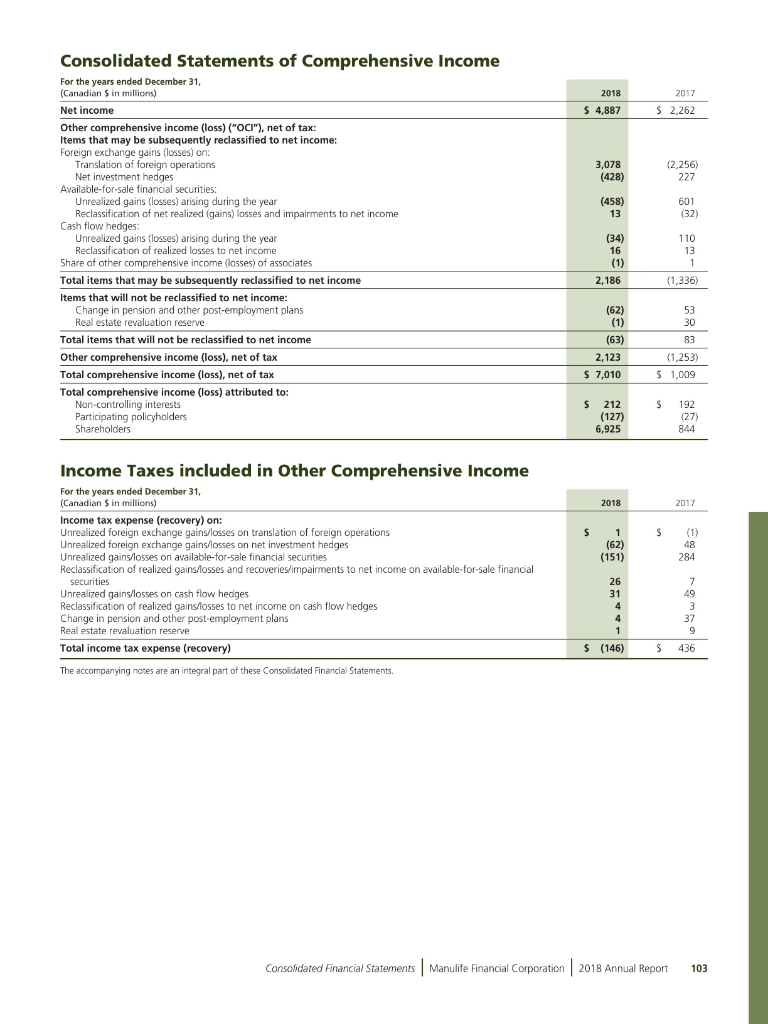 Consolidated Statements of Comprehensive Income
For the years ended December 31,
(Canadian $ in millions) 2018 2017
Net income $ 4,887 $ 2,262
Other comprehensive income (loss) ("OCI"), net of tax:
Items that may be subsequently reclassified to net income:
Foreign exchange gains (losses) on:
Translation of foreign operations 3,078 (2,256)
Net investment hedges (428) 227
Available-for-sale financial securities:
Unrealized gains (losses) arising during the year (458) 601
Reclassification of net realized (gains) losses and impairments to net income 13 (32)
Cash flow hedges:
Unrealized gains (losses) arising during the year (34) 110
Reclassification of realized losses to net income 16 13
Share of other comprehensive income (losses) of associates (1) 1
Total items that may be subsequently reclassified to net income 2,186 (1,336)
Items that will not be reclassified to net income:
Change in pension and other post-employment plans (62) 53
Real estate revaluation reserve (1) 30
Total items that will not be reclassified to net income (63) 83
Other comprehensive income (loss), net of tax 2,123 (1,253)
Total comprehensive income (loss), net of tax $ 7,010 $ 1,009
Total comprehensive income (loss) attributed to:
Non-controlling interests $ 212 $ 192
Participating policyholders (127) (27)
Shareholders 6,925 844
Income Taxes included in Other Comprehensive Income
For the years ended December 31,
(Canadian $ in millions) 2018 2017
Income tax expense (recovery) on:
Unrealized foreign exchange gains/losses on translation of foreign operations $ 1 $ (1)
Unrealized foreign exchange gains/losses on net investment hedges (62) 48
Unrealized gains/losses on available-for-sale financial securities (151) 284
Reclassification of realized gains/losses and recoveries/impairments to net income on available-for-sale financial
securities 26 7
Unrealized gains/losses on cash flow hedges 31 49
Reclassification of realized gains/losses to net income on cash flow hedges 4 3
Change in pension and other post-employment plans 4 37
Real estate revaluation reserve 1 9
Total income tax expense (recovery) $ (146) $ 436
The accompanying notes are an integral part of these Consolidated Financial Statements.
Consolidated Financial Statements | Manulife Financial Corporation | 2018 Annual Report 103